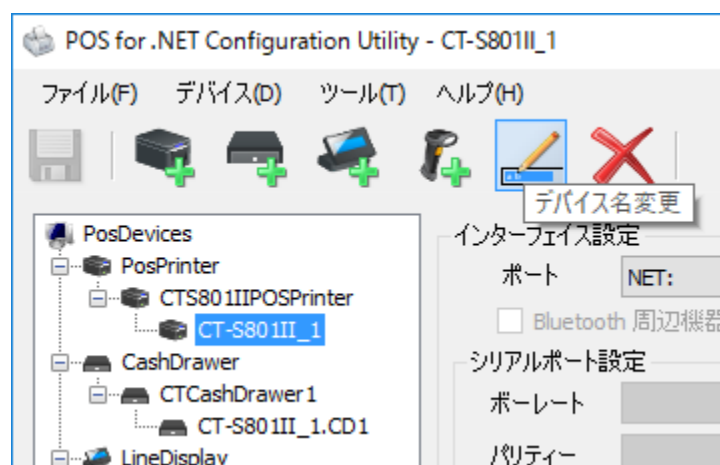 POS for .NET Configuration Utility - CT-S801II_1
ファイル(F) デバイス(D) ツール(T) ヘルプ(H)
デバイス名変更
PosDevices
PosPrinter
CTS801IIPOSPrinter
CT-S801II_1
CashDrawer
CTCashDrawer1
CT-S801II_1.CD1
LineDisplay
インターフェイス設定
ポート NET:
Bluetooth 周辺機器
シリアルポート設定
ボーレート
パリティー